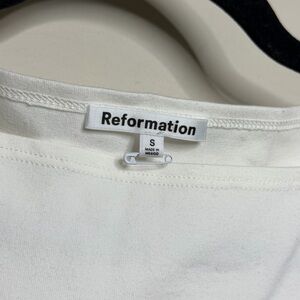 Reformation
S
MADE IN
MEXICO